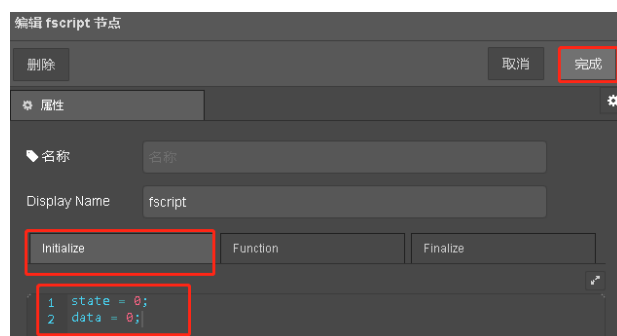 编辑 fscript 节点
删除 取消 完成
属性
名称 名称
Display Name fscript
Initialize Function Finalize
1 state = 0;
2 data = 0;